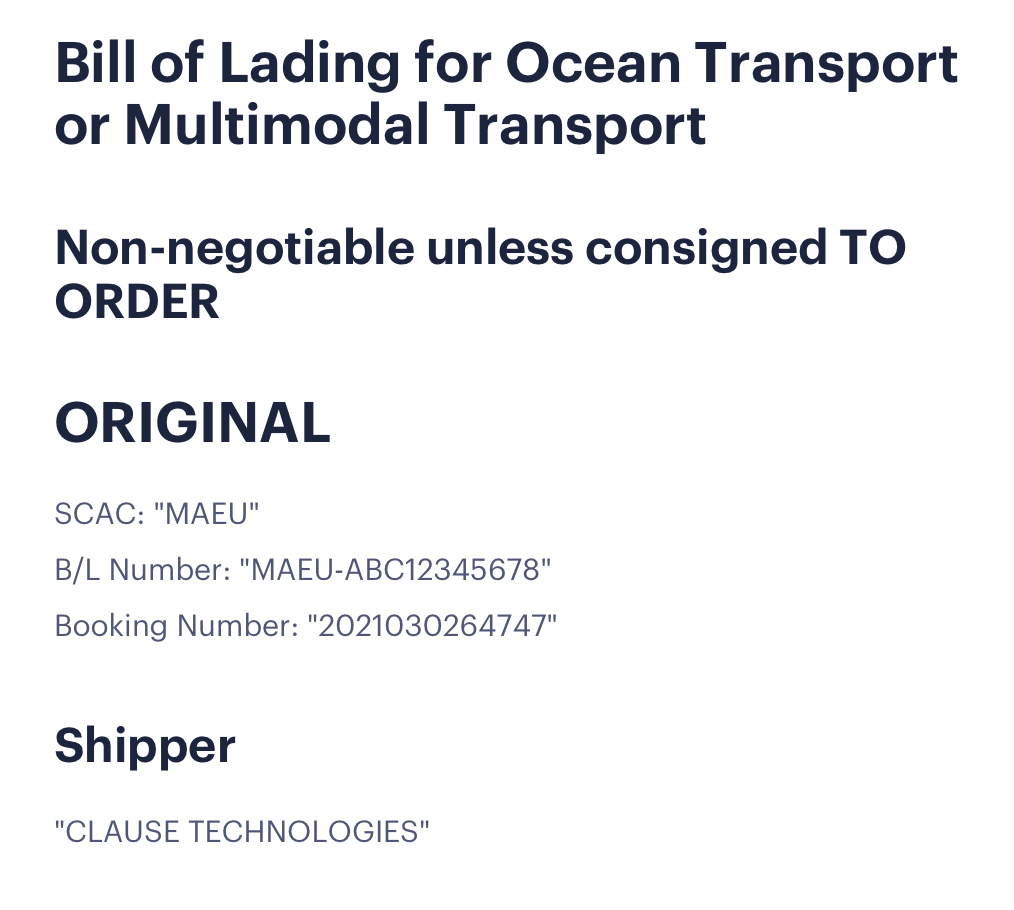 Bill of Lading for Ocean Transport
or Multimodal Transport
Non-negotiable unless consigned TO
ORDER
ORIGINAL
SCAC: "MAEU"
B/L Number: "MAEU-ABC12345678"
Booking Number: "2021030264747"
Shipper
"CLAUSE TECHNOLOGIES"